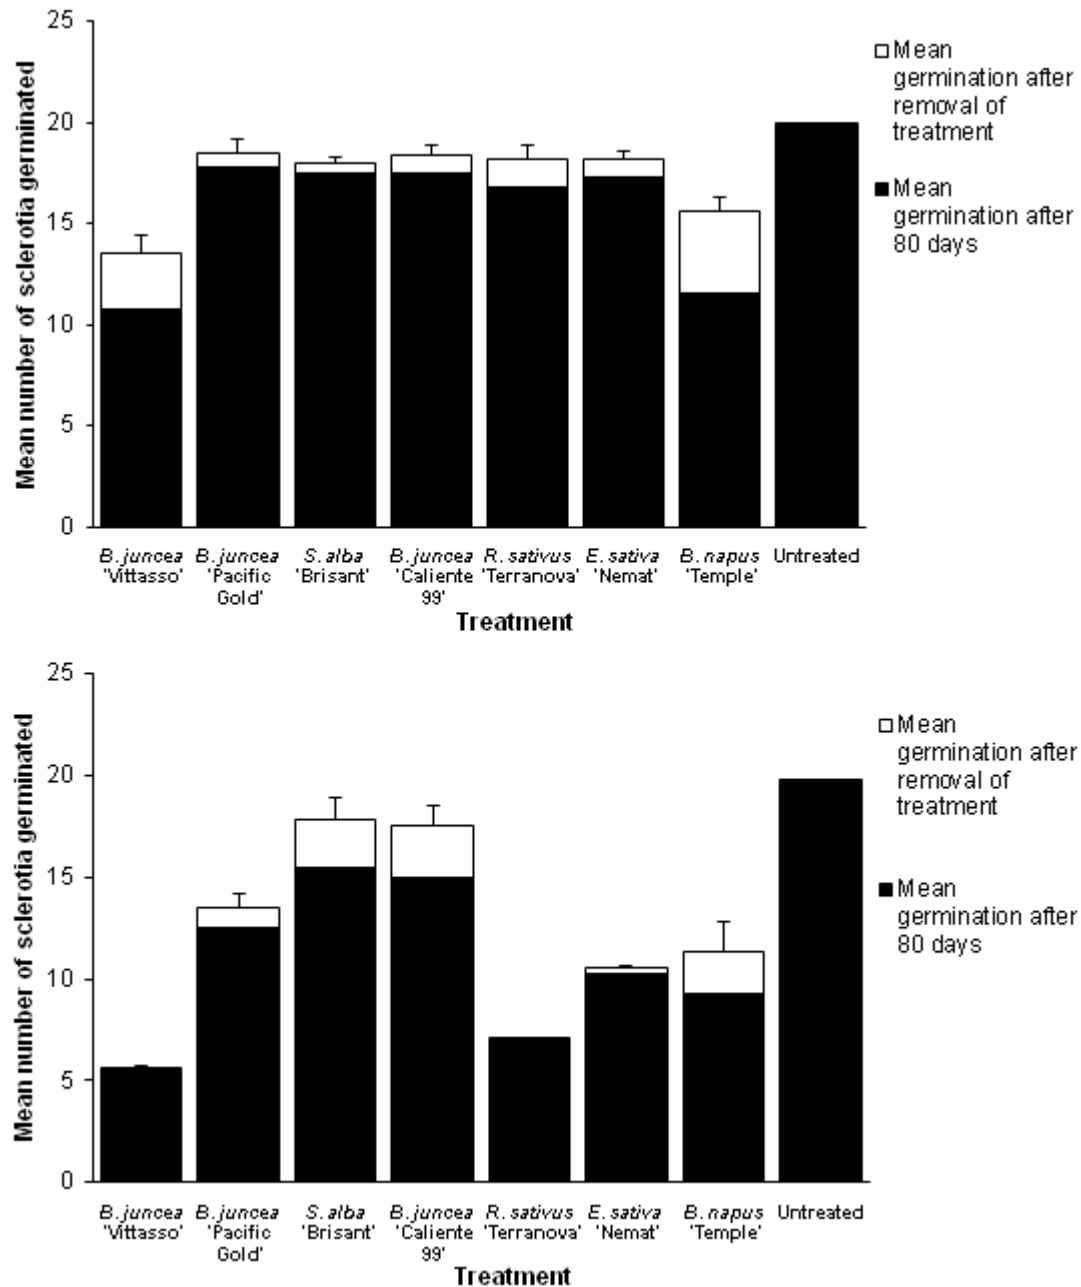 25
20
15
10
5
0
Mean number of sclerotia germinated
B. juncea
'Vittasso'
B. juncea
'Pacific
Gold'
S. alba
'Brisant'
B. juncea
'Caliente
99'
R. sativus
'Terranova'
E. sativa
'Nemat'
B. napus
'Temple'
Untreated
Treatment
Mean
germination after
removal of
treatment
Mean
germination after
80 days
25
20
15
10
5
0
Mean number of sclerotia germinated
B. juncea
'Vittasso'
B. juncea
'Pacific
Gold'
S. alba
'Brisant'
B. juncea
'Caliente
99'
R. sativus
'Terranova'
E. sativa
'Nemat'
B. napus
'Temple'
Untreated
Treatment
Mean
germination after
removal of
treatment
Mean
germination after
80 days